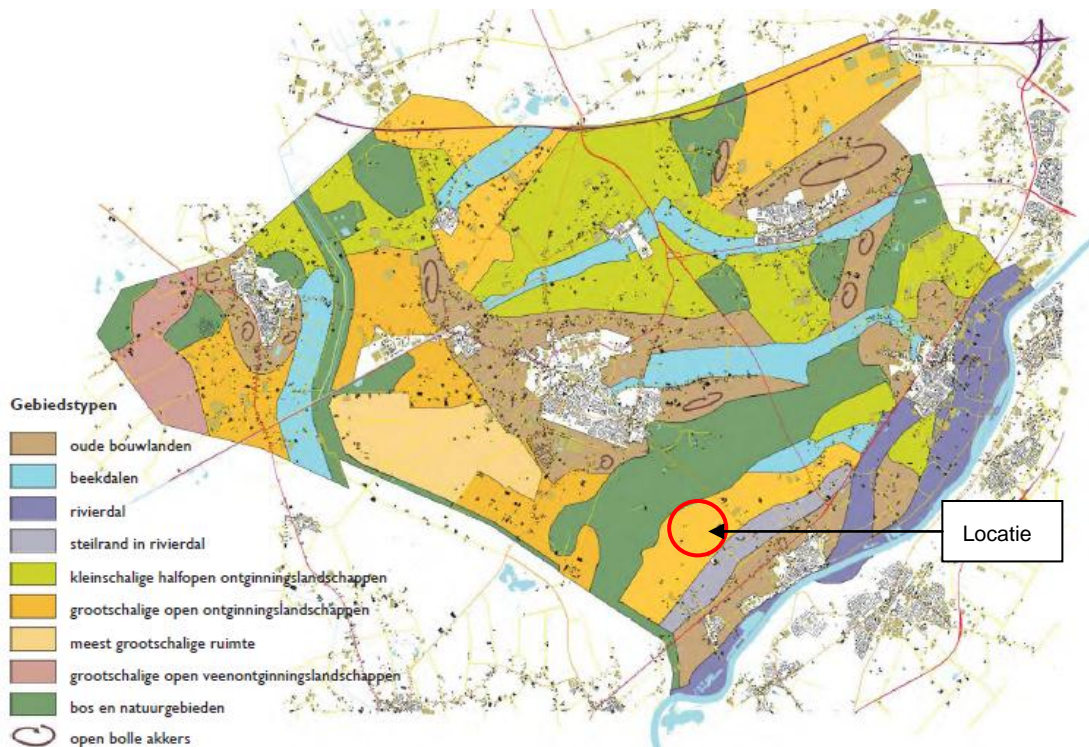 Gebiedstypen
oude bouwlanden
beekdalen
rivierdal
steilrand in rivierdal
kleinschalige halfopen ontginningslandschappen
grootschalige open ontginningslandschappen
meest grootschalige ruimte
grootschalige open veenontginningslandschappen
bos en natuurgebieden
open bolle akkers
Locatie